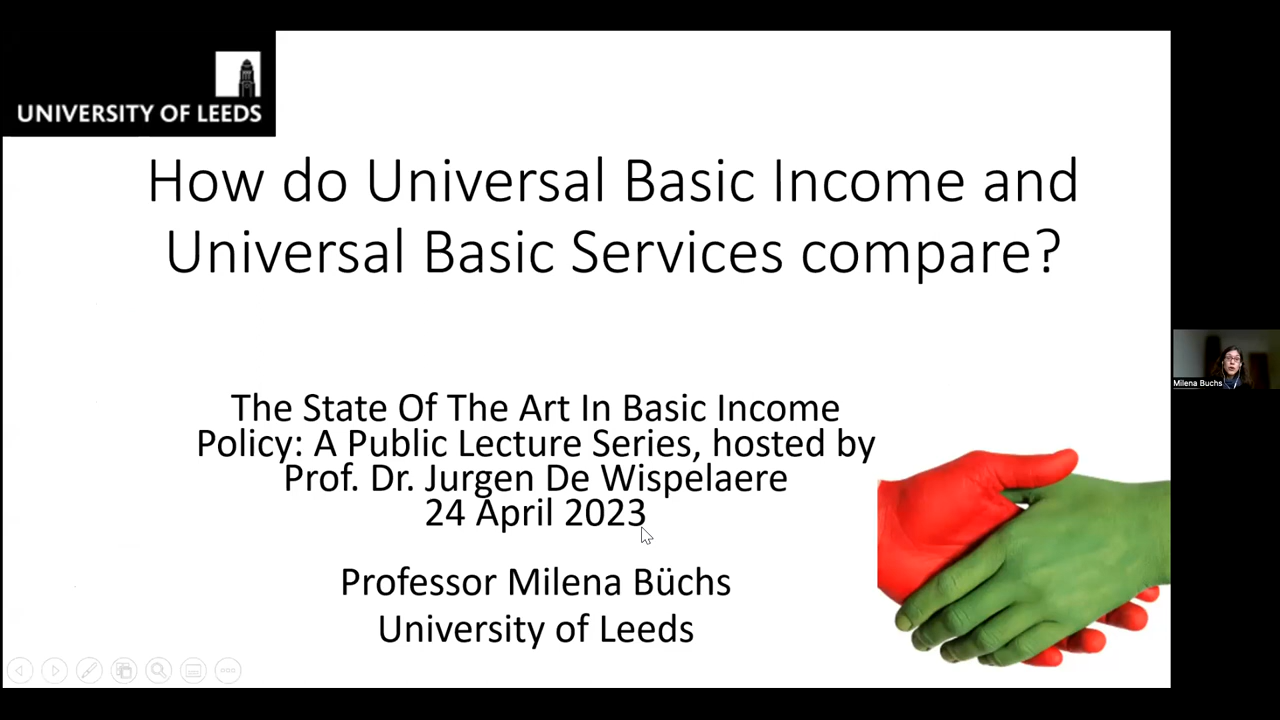 UNIVERSITY OF LEEDS
How do Universal Basic Income and
Universal Basic Services compare?
The State Of The Art In Basic Income
Policy: A Public Lecture Series, hosted by
Prof. Dr. Jurgen De Wispelaere
24 April 2023
Professor Milena Büchs
University of Leeds
Milena Buchs